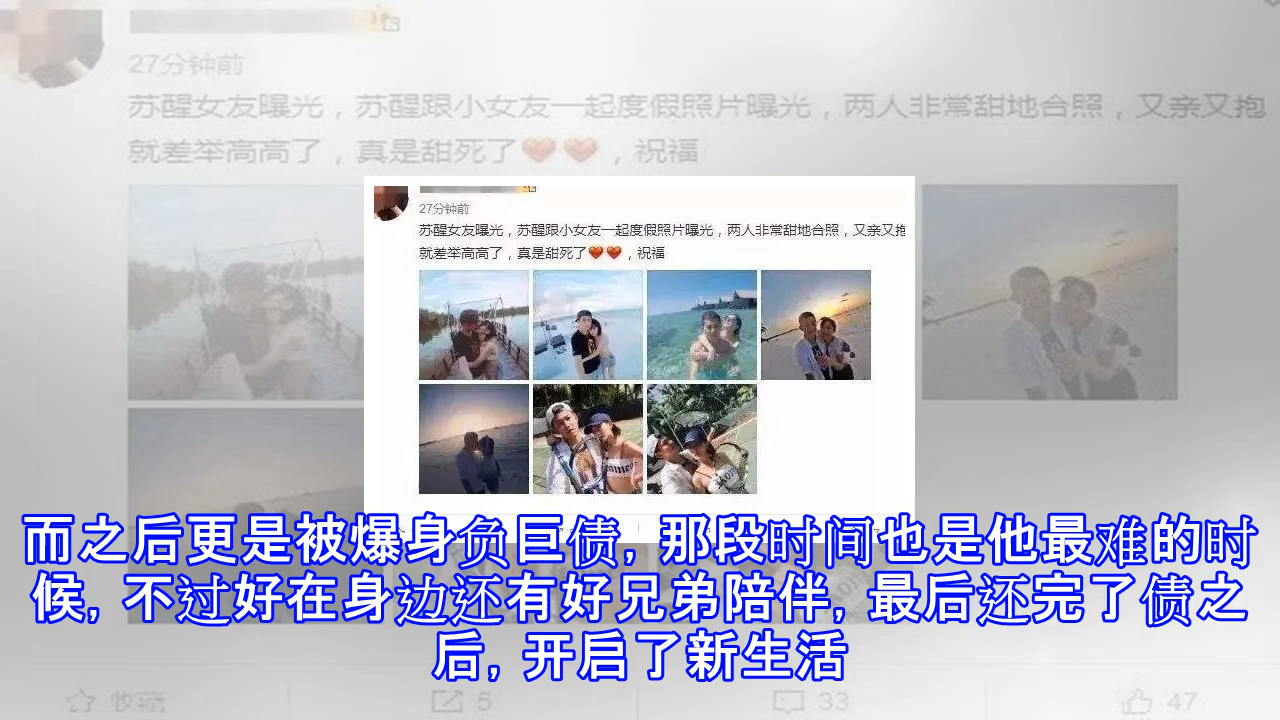 27分钟前
苏醒女友曝光，苏醒跟小女友一起度假照片曝光，两人非常甜地合照，又亲又抱
就差举高高了，真是甜死了❤❤，祝福
27分钟前
苏醒女友曝光，苏醒跟小女友一起度假照片曝光，两人非常甜地合照，又亲又抱
就差举高高了，真是甜死了❤❤，祝福
而之后更是被爆身负巨债, 那段时间也是他最难的时
候, 不过好在身边还有好兄弟陪伴, 最后还完了债之
后, 开启了新生活
收藏 5 33 47